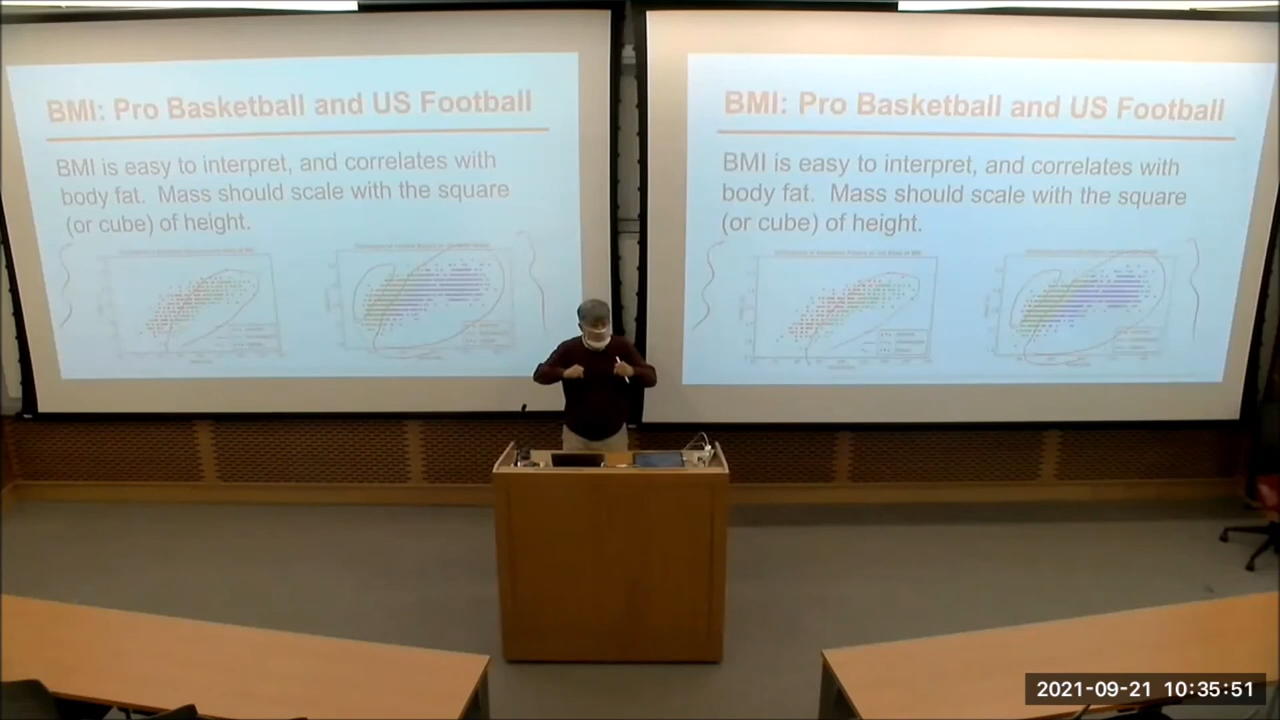 BMI: Pro Basketball and US Football
BMI is easy to interpret, and correlates with
body fat. Mass should scale with the square
(or cube) of height.
BMI: Pro Basketball and US Football
BMI is easy to interpret, and correlates with
body fat. Mass should scale with the square
(or cube) of height.
2021-09-21 10:35:51